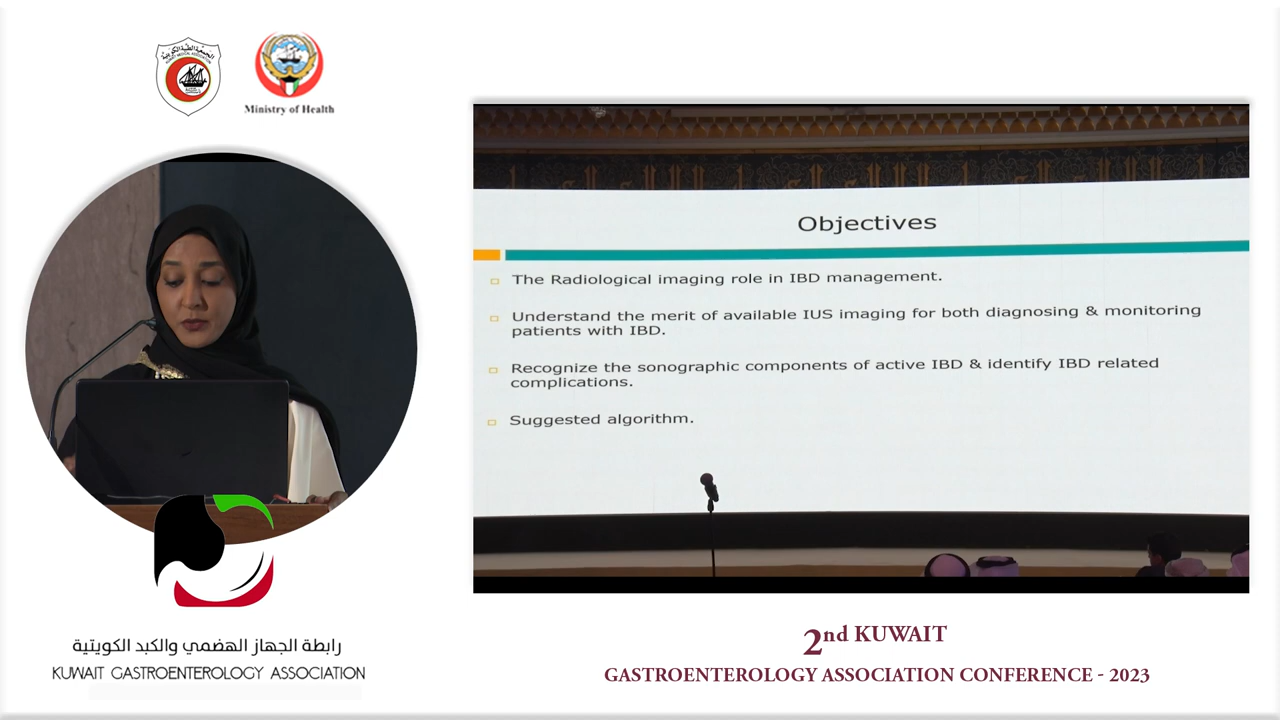 Ministry of Health
Objectives
The Radiological imaging role in IBD management.
Understand the merit of available IUS imaging for both diagnosing & monitoring
patients with IBD.
Recognize the sonographic components of active IBD & identify IBD related
complications.
Suggested algorithm.
رابطة الجهاز الهضمي والكبد الكويتية
KUWAIT GASTROENTEROLOGY ASSOCIATION
2nd KUWAIT
GASTROENTEROLOGY ASSOCIATION CONFERENCE - 2023